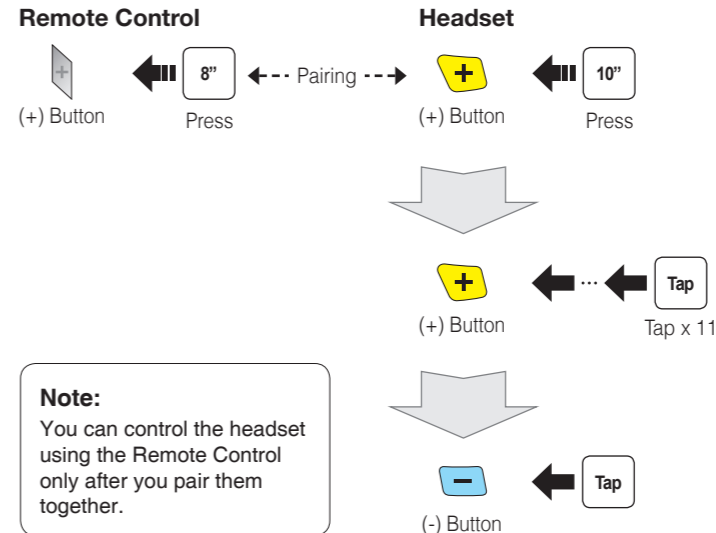 Remote Control
Headset
+
8”
Pairing
+
10”
(+) Button
Press
(+) Button
Press
+
...
Tap
(+) Button
Tap x 11
Note:
You can control the headset
using the Remote Control
only after you pair them
together.
−
Tap
(-) Button